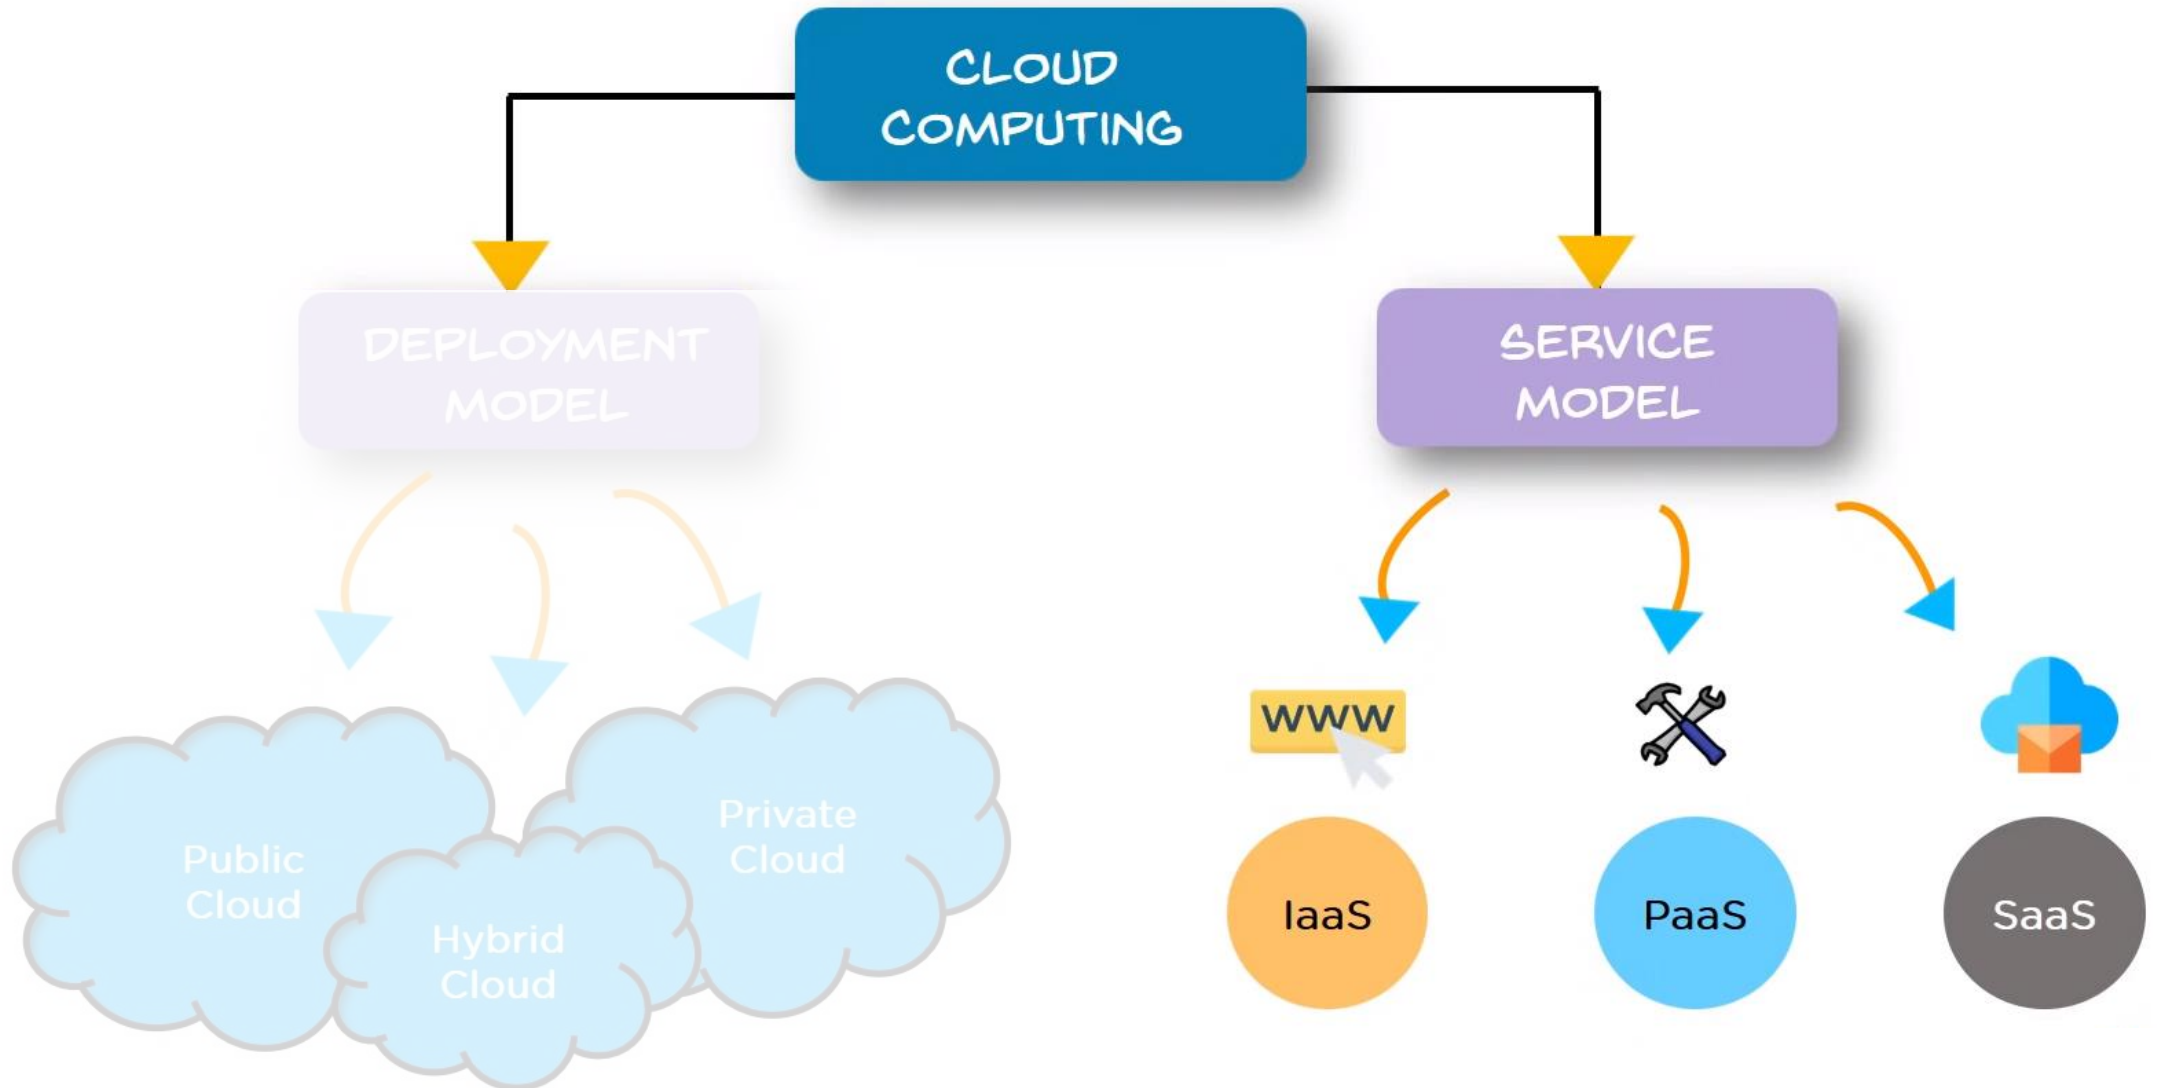 CLOUD
COMPUTING
DEPLOYMENT
MODEL
SERVICE
MODEL
Public
Cloud
Hybrid
Cloud
Private
Cloud
WWW
IaaS
PaaS
SaaS